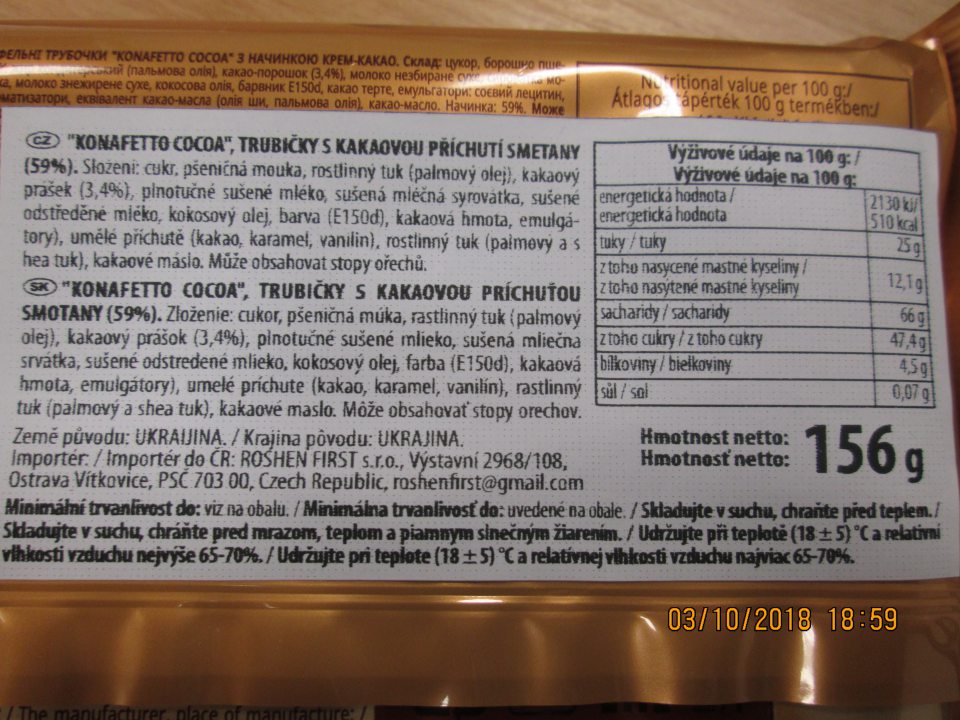 ФЕЛЬНІ ТРУБОЧКИ "KONAFETTO COCOA" З НАЧИНКОЮ КРЕМ-КАКАО. Склад: цукор, борошно пше-
(пальмова олія), какао-порошок (3,4%), молоко незбиране
молоко знежирене сухе, кокосова олія, барвник E150d, какао терте, емульгатори: соєвий лецитин,
матизатори, еквівалент какао-масла (олія ши, пальмова олія), какао-масло. Начинка: 59%. Може
Nutritional value per 100 g:/
Átlagos tápérték 100 g termékben:/
CZ "KONAFETTO COCOA", TRUBIČKY S KAKAOVOU PŘÍCHUTÍ SMETANY
(59%). Složení: cukr, pšeničná mouka, rostlinný tuk (palmový olej), kakaový
prášek (3,4%), plnotučné sušené mléko, sušená mléčná syrovátka, sušené
odstředěné mléko, kokosový olej, barva (E150d), kakaová hmota, emulgá-
tory), umělé příchutě (kakao, karamel, vanilin), rostlinný tuk (palmový a s
hea tuk), kakaové máslo. Může obsahovat stopy ořechů.
SK "KONAFETTO COCOA", TRUBIČKY S KAKAOVOU PRÍCHUŤOU
SMOTANY (59%). Zloženie: cukor, pšeničná múka, rastlinný tuk (palmový
olej), kakaový prášok (3,4%), plnotučné sušené mlieko, sušená mliečna
srvátka, sušené odstredené mlieko, kokosový olej, farba (E150d), kakaová
hmota, emulgátory), umelé príchute (kakao, karamel, vanilín), rastlinný
tuk (palmový a shea tuk), kakaové maslo. Môže obsahovať stopy orechov.
Výživové údaje na 100 g: /
Výživové údaje na 100 g:
energetická hodnota / 2130 kJ/
energetická hodnota 510 kcal
tuky / tuky 25 g
z toho nasycené mastné kyseliny /
z toho nasýtené mastné kyseliny 12,1 g
sacharidy / sacharidy 66 g
z toho cukry / z toho cukry 47,4 g
bílkoviny / bielkoviny 4,5 g
sůl / soľ 0,07 g
Země původu: UKRAJINA. / Krajina pôvodu: UKRAJINA.
Importér: / Importér do ČR: ROSHEN FIRST s.r.o., Výstavní 2968/108,
Ostrava Vítkovice, PSČ 703 00, Czech Republic, roshenfirst@gmail.com
Hmotnost netto:
Hmotnosť netto: 156 g
Minimální trvanlivost do: viz na obalu. / Minimálna trvanlivosť do: uvedené na obale. / Skladujte v suchu, chraňte před teplem. /
Skladujte v suchu, chráňte pred mrazom, teplom a priamnym slnečným žiarením. / Udržujte při teplotě (18 ± 5) °C a relativní
vlhkosti vzduchu nejvýše 65-70%. / Udržujte pri teplote (18 ± 5) °C a relatívnej vlhkosti vzduchu najviac 65-70%.
03/10/2018 18:59
/ The manufacturer, place of manufacture: /